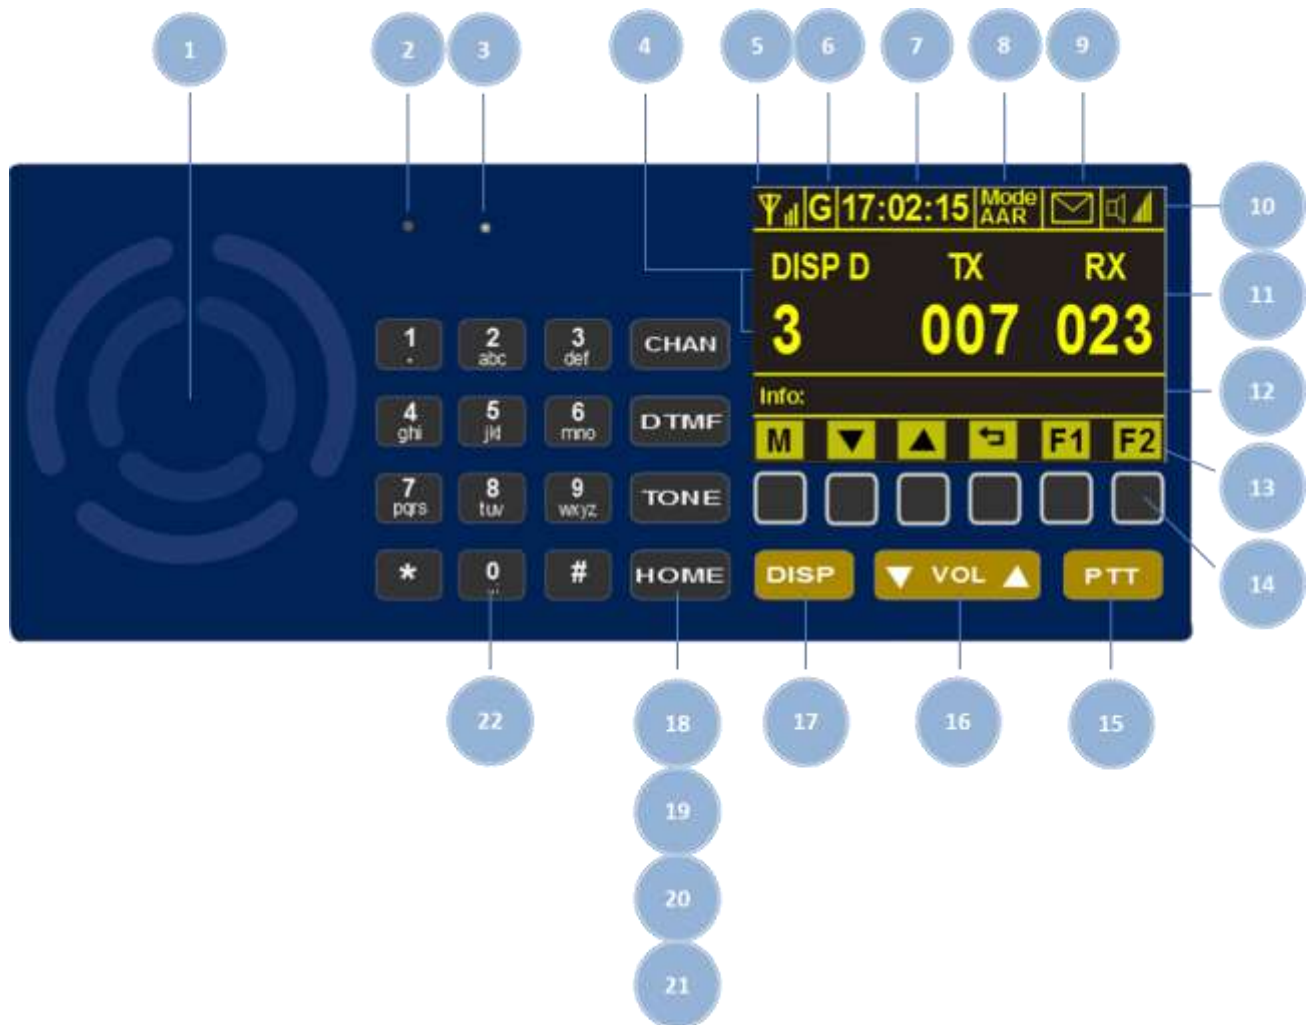 1 2 3 4 5 6 7 8 9
G 17:02:15 Mode
AAR
10
DISP D TX RX
11
3 007 023
1 2 3 CHAN
- abc def
Info:
12
4 5 6 DTMF
ghi jkl mno
M F1 F2
13
7 8 9 TONE
pqrs tuv wxyz
14
* 0 # HOME
DISP VOL PTT
22 18 17 16 15
19
20
21